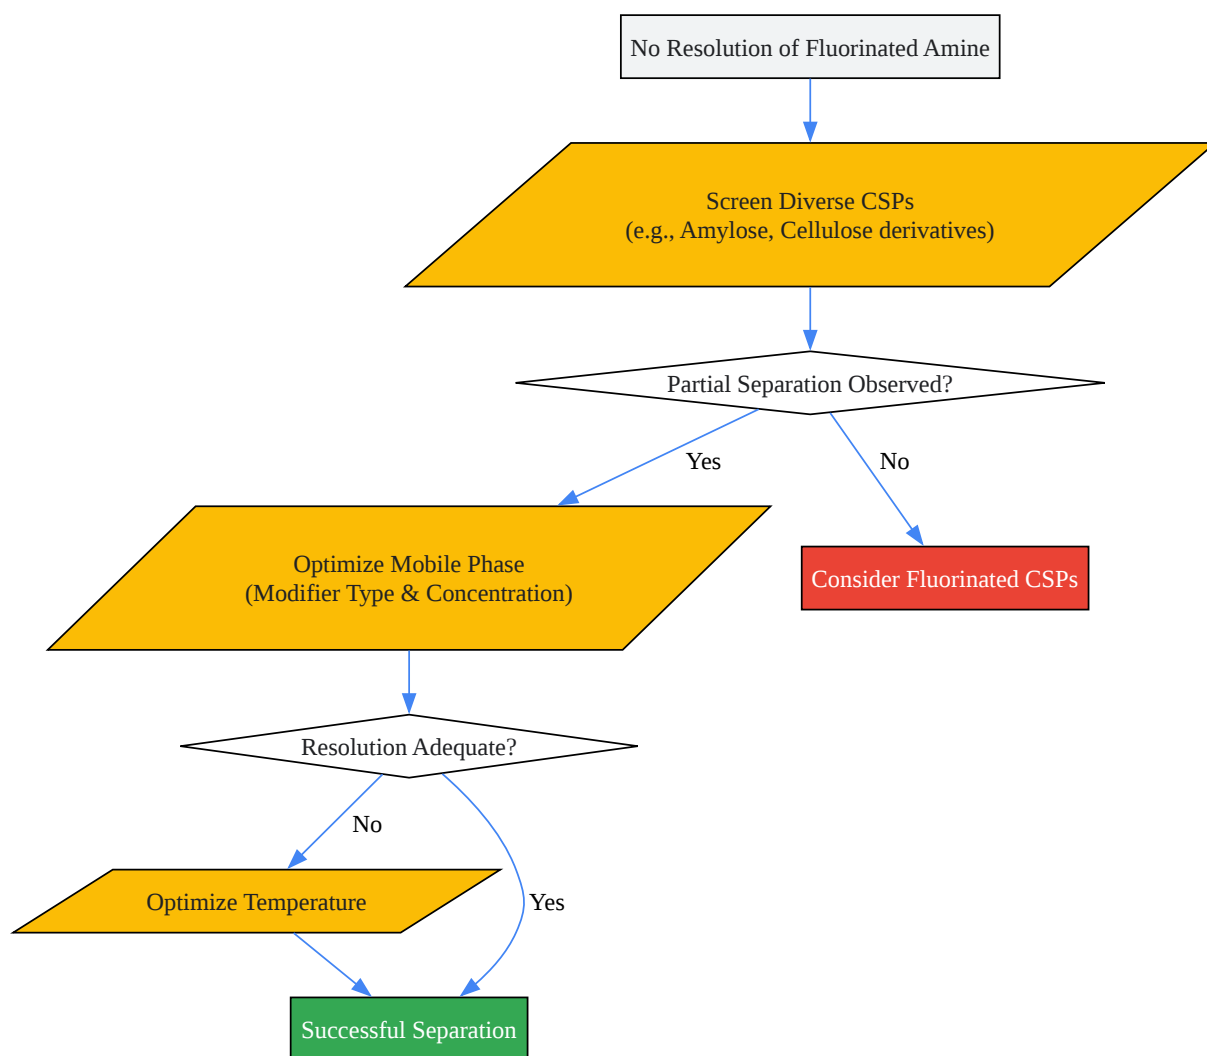 No Resolution of Fluorinated Amine
Screen Diverse CSPs
(e.g., Amylose, Cellulose derivatives)
Partial Separation Observed?
Yes
No
Optimize Mobile Phase
(Modifier Type & Concentration)
Consider Fluorinated CSPs
Resolution Adequate?
No
Optimize Temperature
Yes
Successful Separation